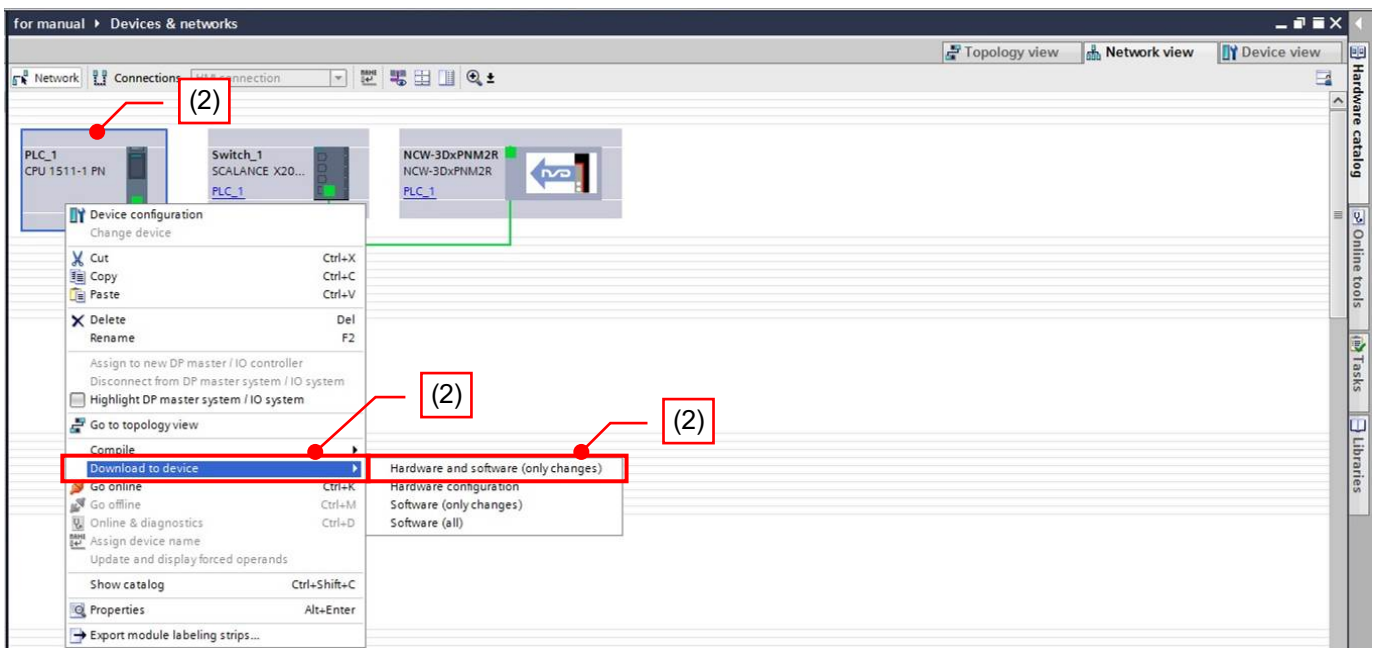 for manual ▸ Devices & networks
Topology view
Network view
Device view
Network
Connections
connection
(2)
PLC_1
CPU 1511-1 PN
Switch_1
SCALANCE X20...
PLC_1
NCW-3DxPNM2R
NCW-3DxPNM2R
PLC_1
Device configuration
Change device
Cut Ctrl+X
Copy Ctrl+C
Paste Ctrl+V
Delete Del
Rename F2
Assign to new DP master / IO controller
Disconnect from DP master system / IO system
Highlight DP master system / IO system
(2)
(2)
Go to topology view
Compile
Download to device
Hardware and software (only changes)
Go online Ctrl+K
Hardware configuration
Go offline Ctrl+M
Software (only changes)
Online & diagnostics Ctrl+D
Software (all)
Assign device name
Update and display forced operands
Show catalog Ctrl+Shift+C
Properties Alt+Enter
Export module labeling strips...
Hardware catalog
Online tools
Tasks
Libraries